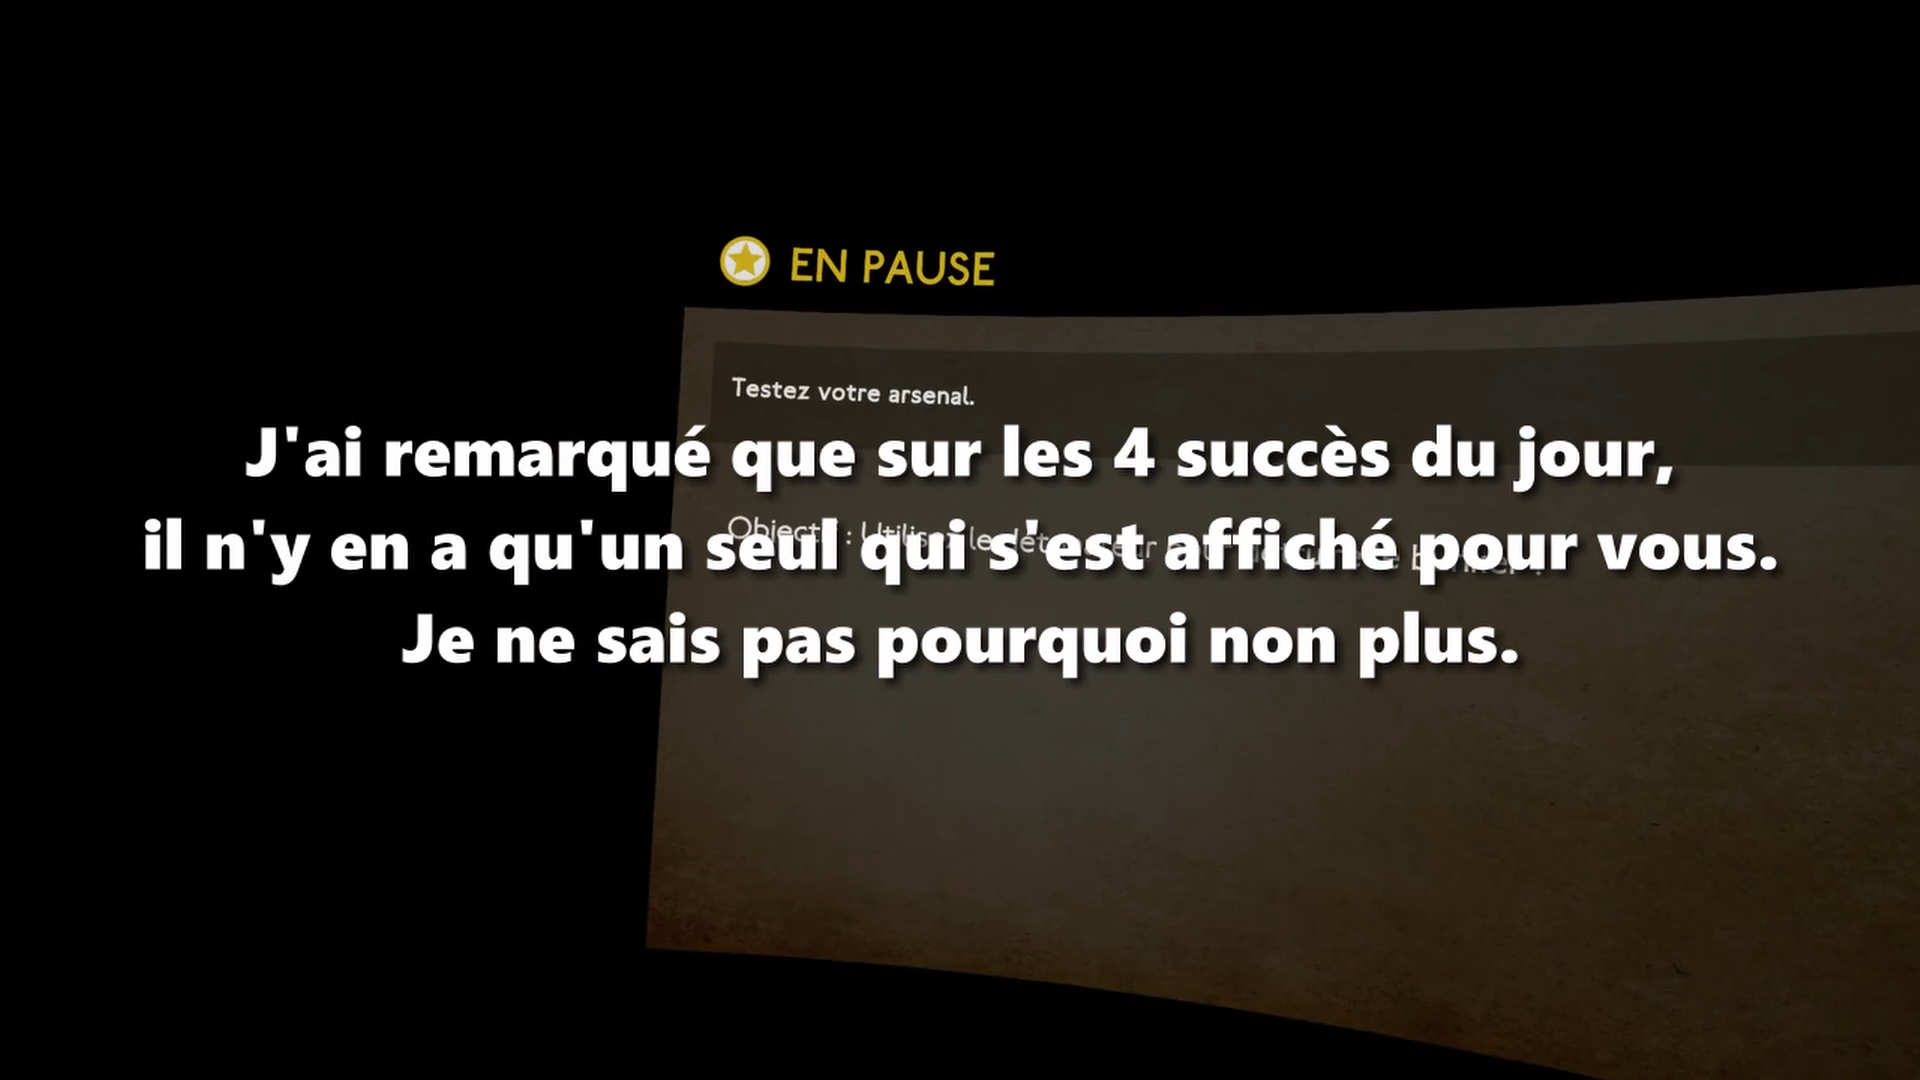 EN PAUSE
Testez votre arsenal.
J'ai remarqué que sur les 4 succès du jour,
il n'y en a qu'un seul qui s'est affiché pour vous.
Je ne sais pas pourquoi non plus.